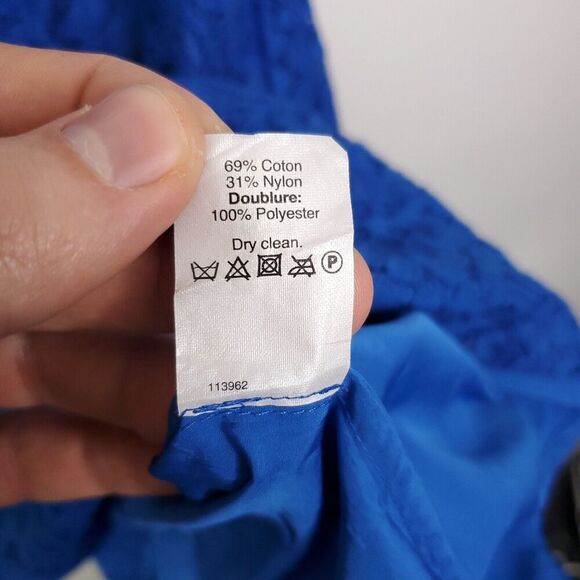 69% Coton
31% Nylon
Doublure:
100% Polyester
Dry clean.
P
113962